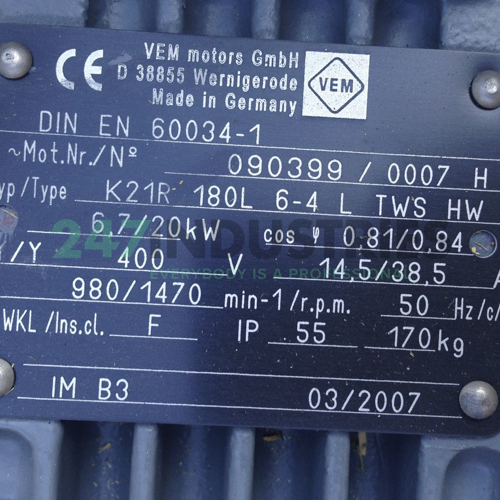 CE VEM motors GmbH
D 38855 Wernigerode
Made in Germany
VEM
DIN EN 60034-1
~Mot.Nr./Nº 090399 / 0007 H
yp/Type K21R 180L 6-4 L TWS HW
6,7/20kW cos φ 0,81/0,84
Y/Y 400 V 14,5/38,5 A
980/1470 min-1/r.p.m. 50 Hz/c/
WKL /Ins.cl. F IP 55 170kg
IM B3 03/2007
247 INDUSTRIES
EVERYBODY IS A PROFESSIONAL